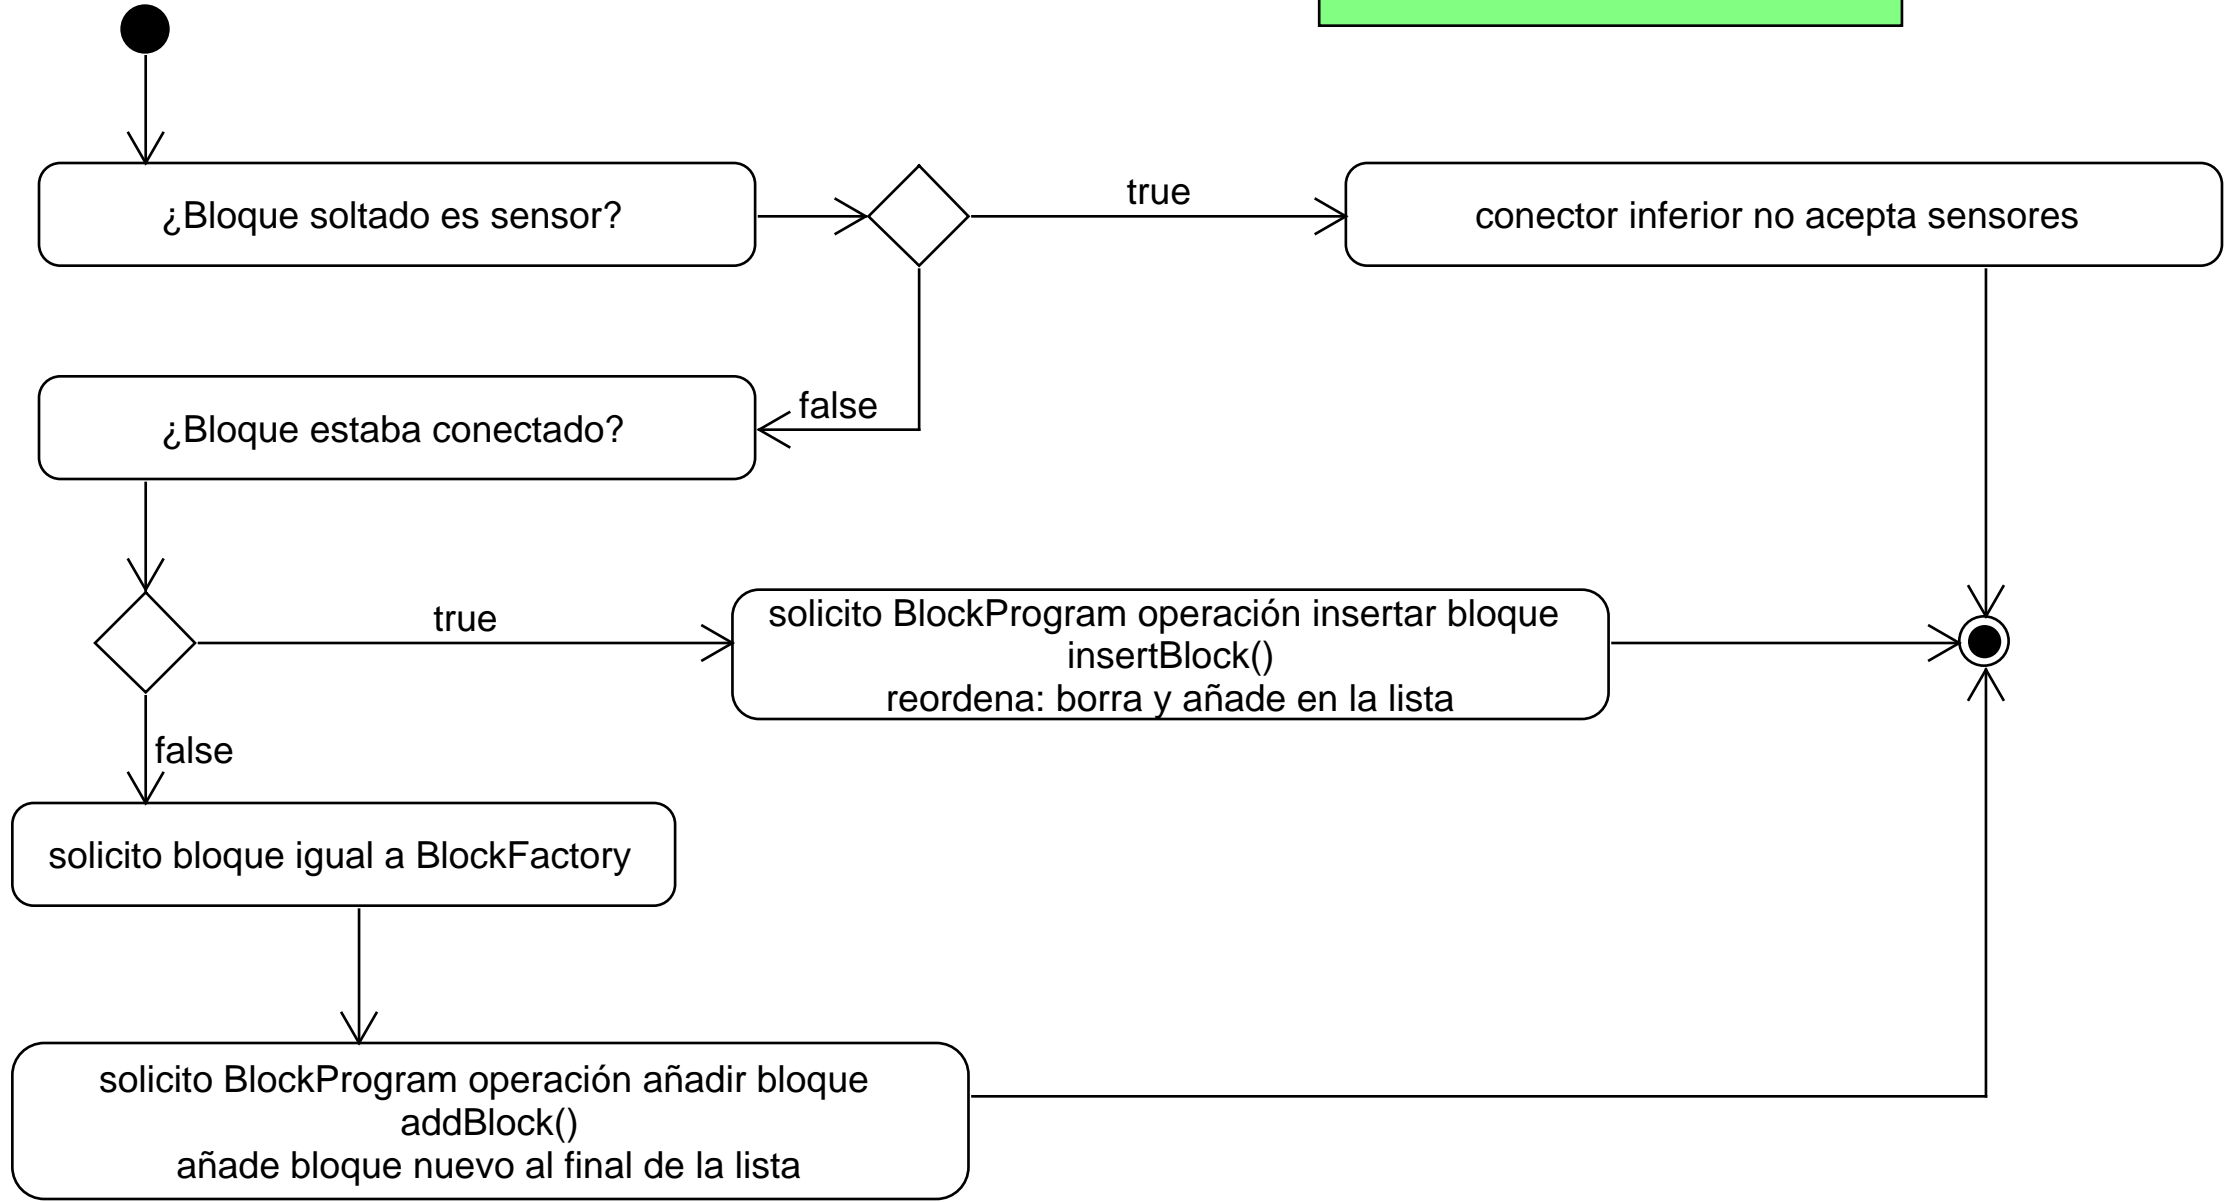 ¿Bloque soltado es sensor?
true
conector inferior no acepta sensores
false
¿Bloque estaba conectado?
true
solicito BlockProgram operación insertar bloque
insertBlock()
reordena: borra y añade en la lista
false
solicito bloque igual a BlockFactory
solicito BlockProgram operación añadir bloque
addBlock()
añade bloque nuevo al final de la lista